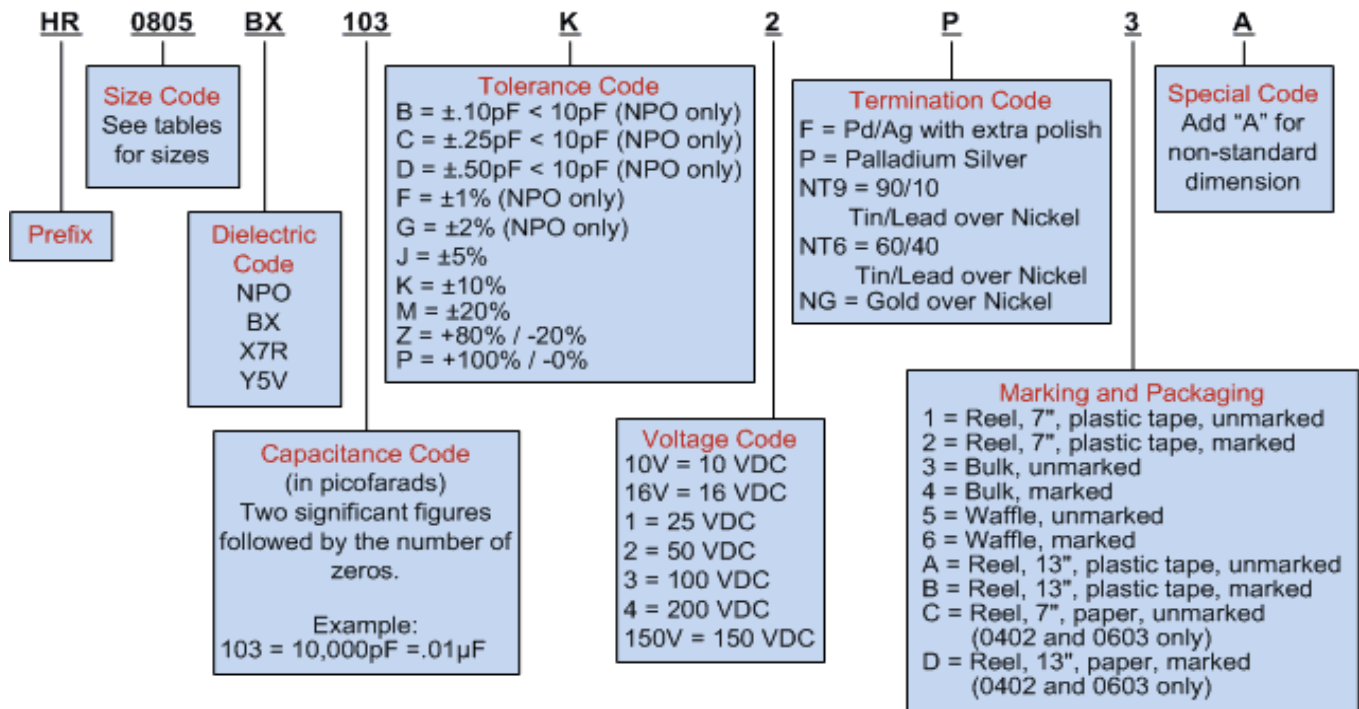 HR 0805 BX 103 K 2 P 3 A
Prefix
Size Code
See tables
for sizes
Dielectric
Code
NPO
BX
X7R
Y5V
Capacitance Code
(in picofarads)
Two significant figures
followed by the number of
zeros.
Example:
103 = 10,000pF =.01µF
Tolerance Code
B = ±.10pF < 10pF (NPO only)
C = ±.25pF < 10pF (NPO only)
D = ±.50pF < 10pF (NPO only)
F = ±1% (NPO only)
G = ±2% (NPO only)
J = ±5%
K = ±10%
M = ±20%
Z = +80% / -20%
P = +100% / -0%
Voltage Code
10V = 10 VDC
16V = 16 VDC
1 = 25 VDC
2 = 50 VDC
3 = 100 VDC
4 = 200 VDC
150V = 150 VDC
Termination Code
F = Pd/Ag with extra polish
P = Palladium Silver
NT9 = 90/10
Tin/Lead over Nickel
NT6 = 60/40
Tin/Lead over Nickel
NG = Gold over Nickel
Marking and Packaging
1 = Reel, 7", plastic tape, unmarked
2 = Reel, 7", plastic tape, marked
3 = Bulk, unmarked
4 = Bulk, marked
5 = Waffle, unmarked
6 = Waffle, marked
A = Reel, 13", plastic tape, unmarked
B = Reel, 13", plastic tape, marked
C = Reel, 7", paper, unmarked
(0402 and 0603 only)
D = Reel, 13", paper, marked
(0402 and 0603 only)
Special Code
Add “A” for
non-standard
dimension